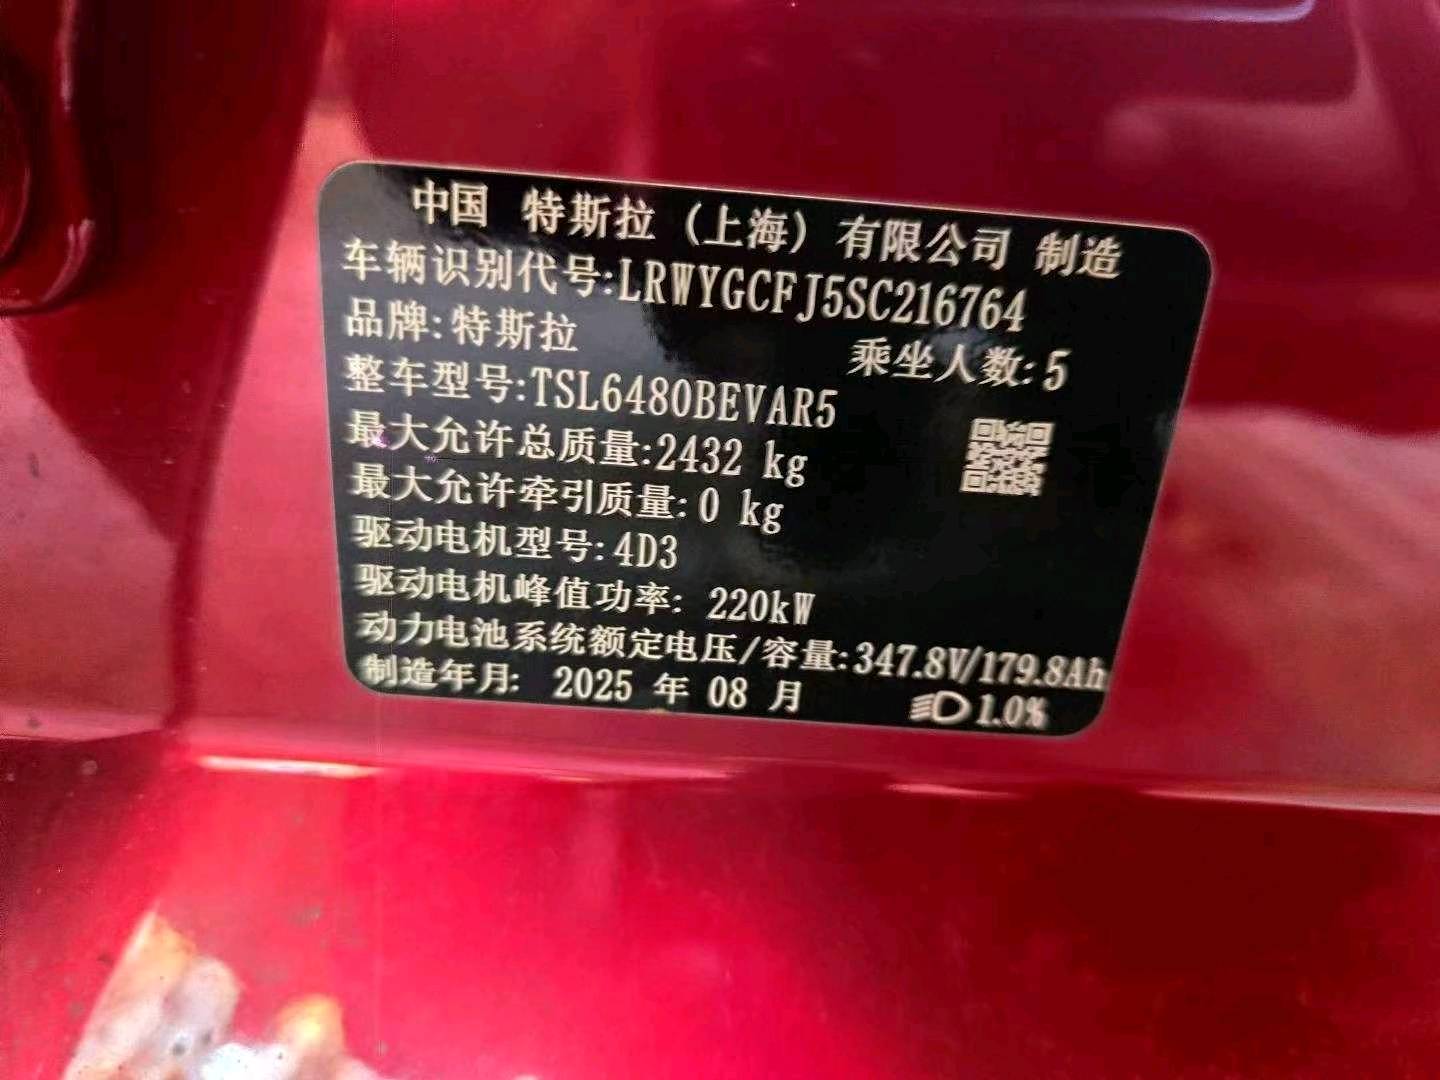 中国 特斯拉 (上海) 有限公司 制造
车辆识别代号:LRWYGCFJ5SC216764
品牌:特斯拉 乘坐人数:5
整车型号:TSL6480BEVAR5
最大允许总质量:2432 kg
最大允许牵引质量:0 kg
驱动电机型号:4D3
驱动电机峰值功率: 220kW
动力电池系统额定电压/容量:347.8V/179.8Ah
制造年月: 2025 年 08 月 1.0%